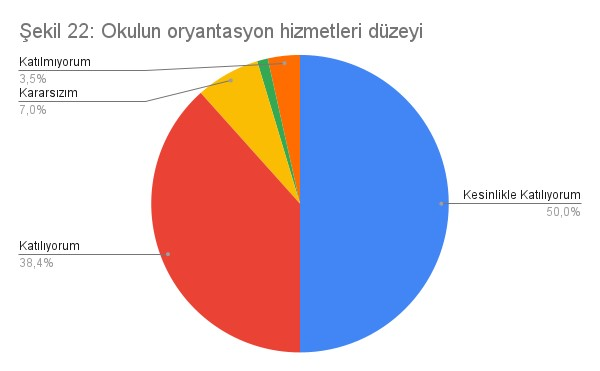 Şekil 22: Okulun oryantasyon hizmetleri düzeyi
Katılmıyorum
3,5%
Kararsızım
7,0%
Kesinlikle Katılıyorum
50,0%
Katılıyorum
38,4%